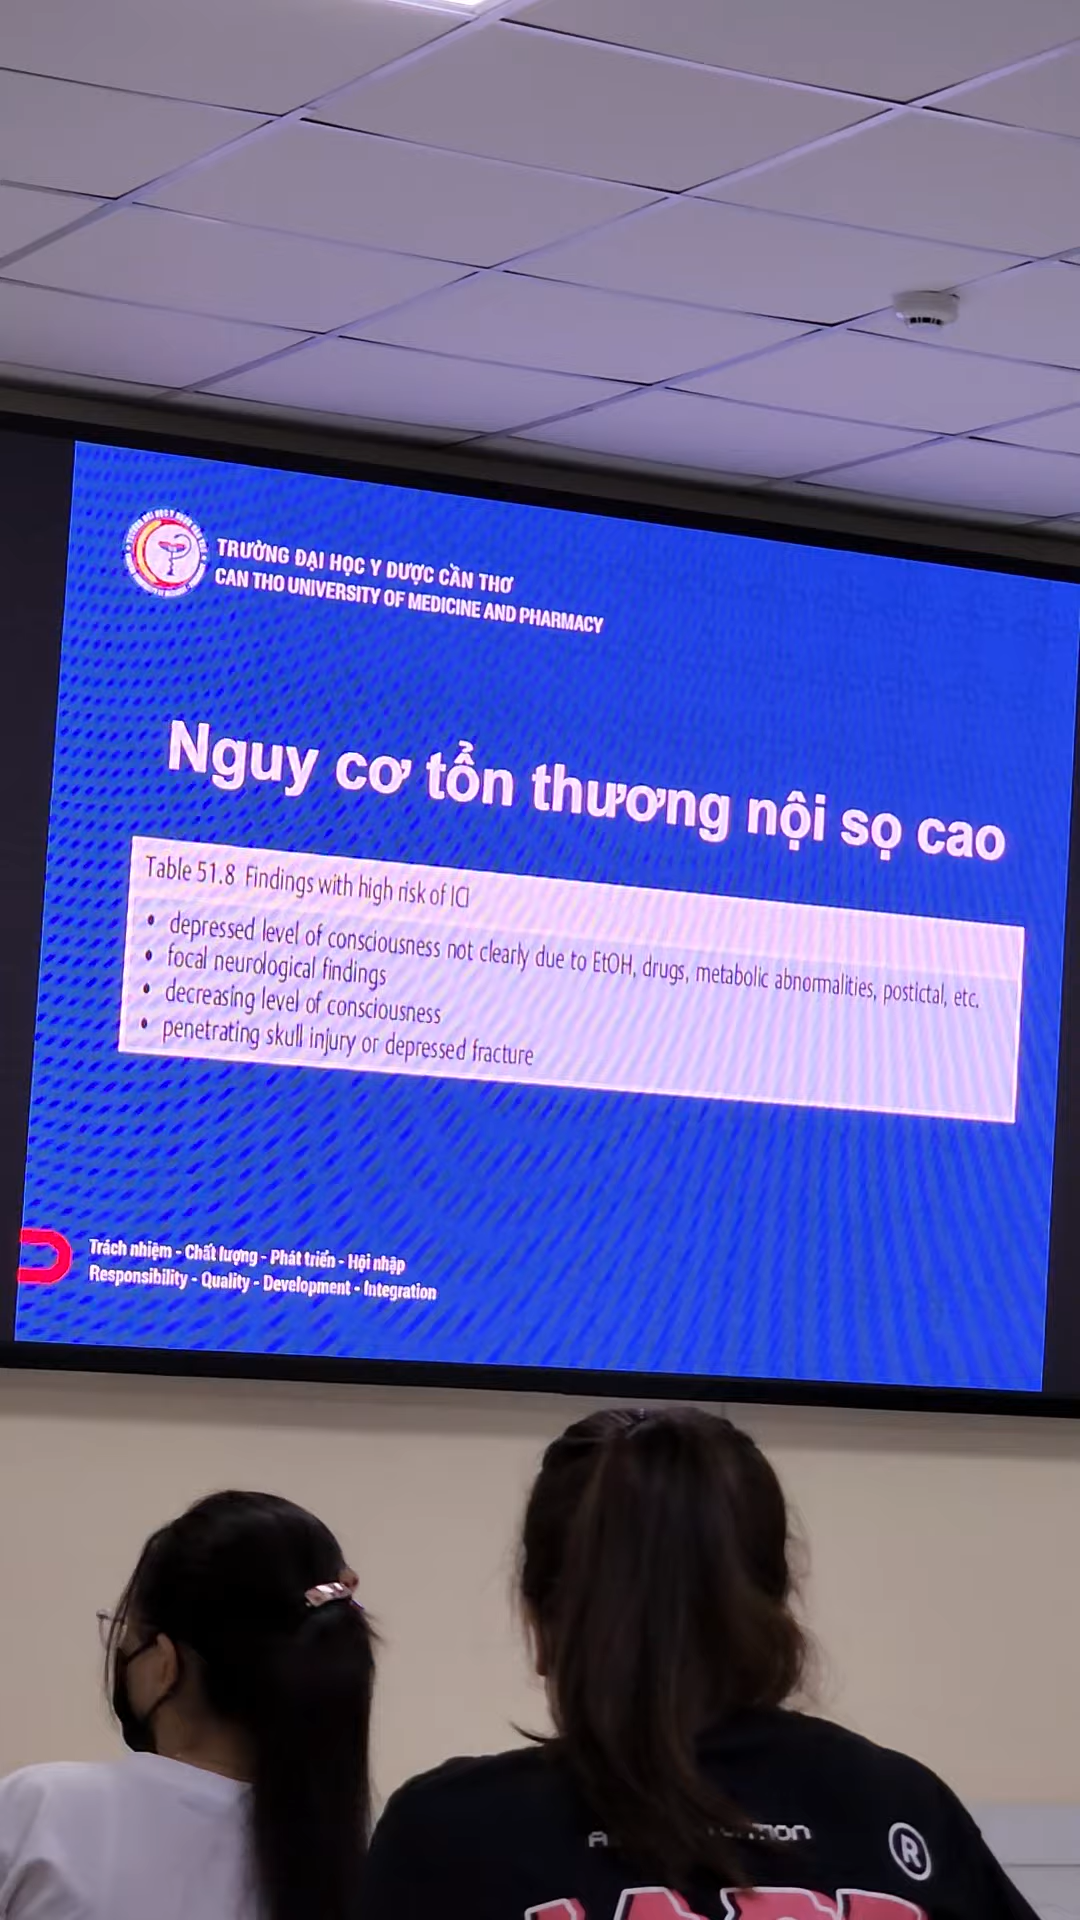 TRƯỜNG ĐẠI HỌC Y DƯỢC CẦN THƠ
CAN THO UNIVERSITY OF MEDICINE AND PHARMACY
Nguy cơ tổn thương nội sọ cao
Table 51.8 Findings with high risk of ICI
• depressed level of consciousness not clearly due to EtOH, drugs, metabolic abnormalities, postictal, etc.
• focal neurological findings
• decreasing level of consciousness
• penetrating skull injury or depressed fracture
Trách nhiệm - Chất lượng - Phát triển - Hội nhập
Responsibility - Quality - Development - Integration
®